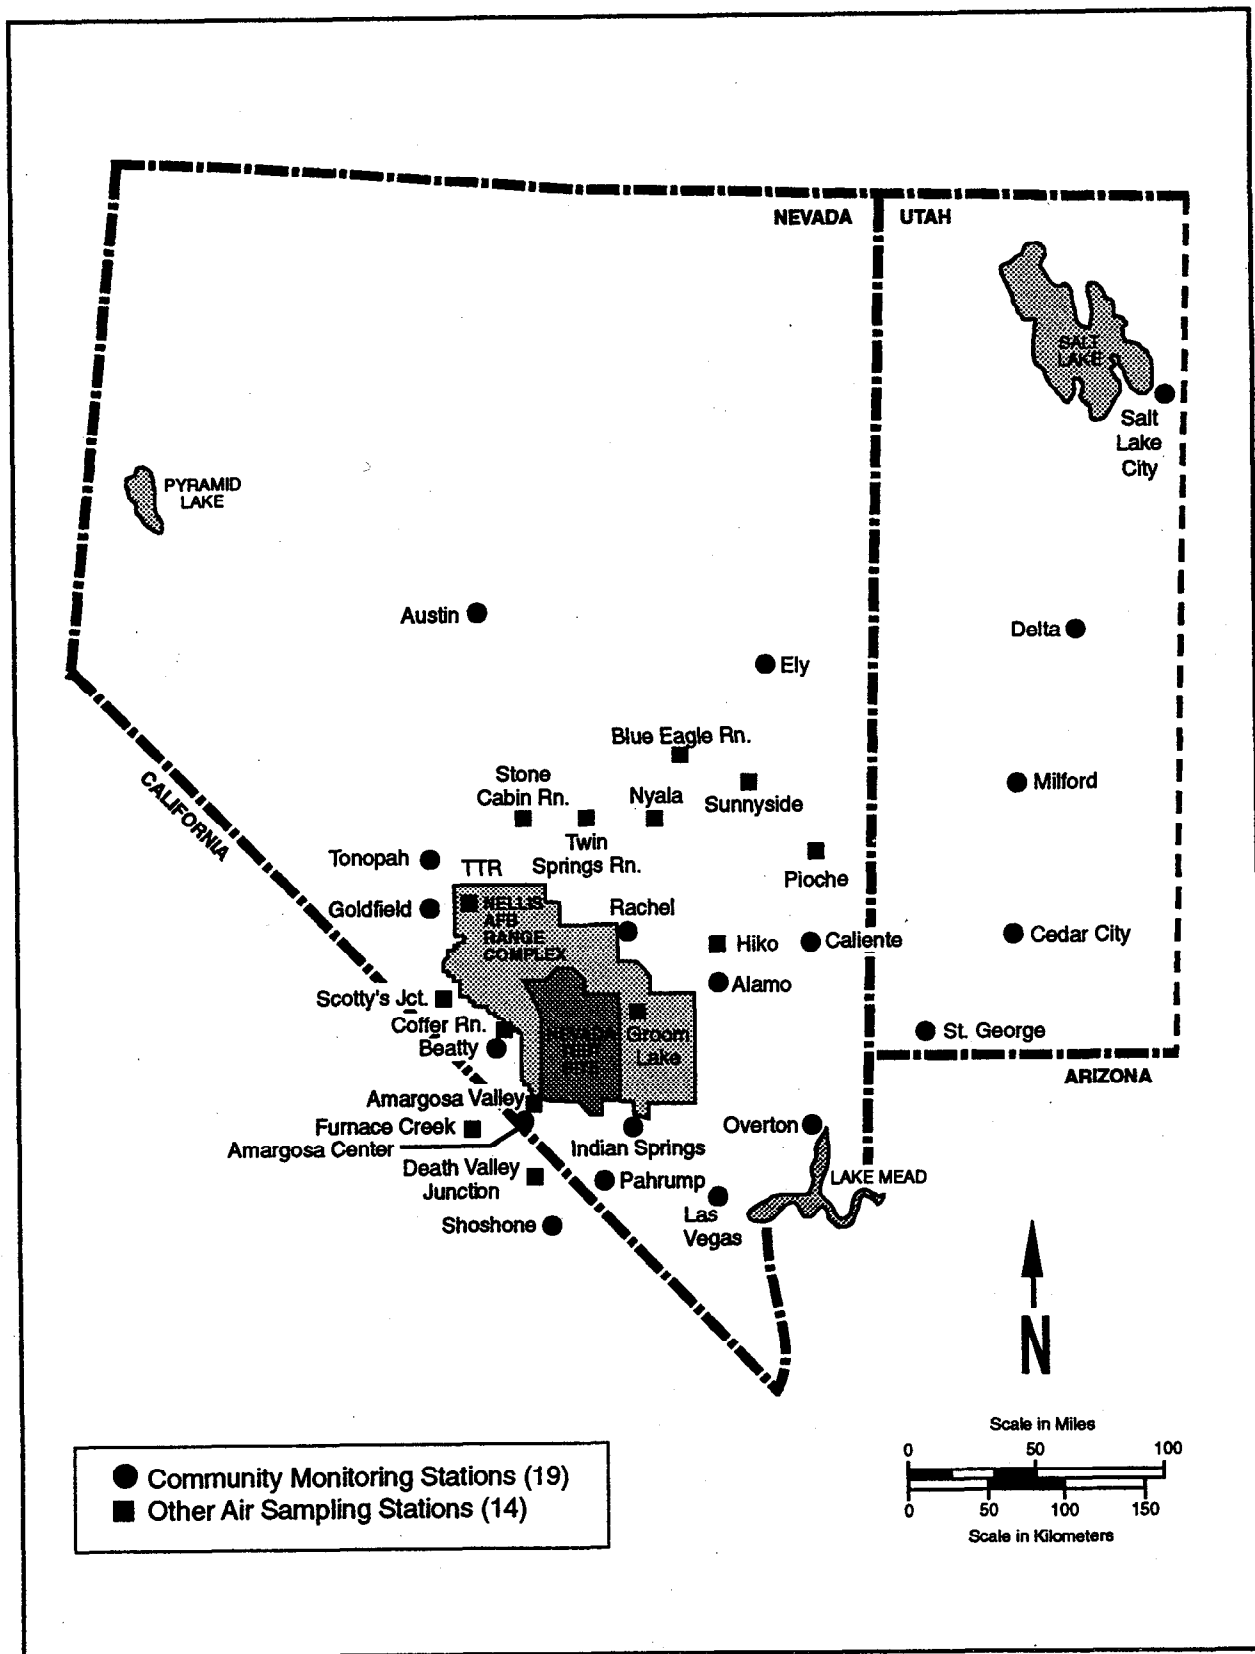 NEVADA
UTAH
SALT
LAKE
Salt
Lake
City
PYRAMID
LAKE
Austin
Delta
Ely
Blue Eagle Rn.
Stone
Cabin Rn.
Nyala
Sunnyside
Milford
CALIFORNIA
Twin
Springs Rn.
Tonopah
TTR
Pioche
Goldfield
NELLIS
AFB
RANGE
COMPLEX
Rachel
Hiko
Caliente
Cedar City
Alamo
Scotty's Jct.
Coffer Rn.
Beatty
NEVADA
TEST
SITE
Groom
Lake
St. George
ARIZONA
Amargosa Valley
Furnace Creek
Amargosa Center
Indian Springs
Overton
Death Valley
Junction
Pahrump
LAKE MEAD
Shoshone
Las
Vegas
N
Scale in Miles
0 50 100
0 50 100 150
Scale in Kilometers
Community Monitoring Stations (19)
Other Air Sampling Stations (14)